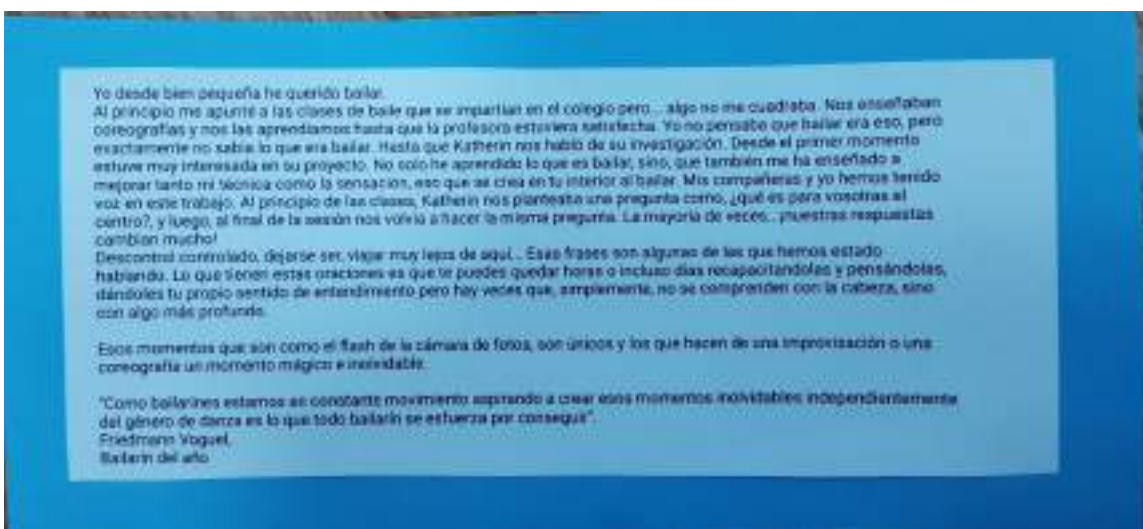 Yo desde bien pequeña he querido bailar.
Al principio me apunté a las clases de baile que se impartían en el colegio pero... algo no me cuadraba. Nos enseñaban
coreografías y nos las aprendíamos hasta que la profesora estuviera satisfecha. Yo no pensaba que bailar era eso, pero
exactamente no sabía lo que era bailar. Hasta que Katherin nos habló de su investigación. Desde el primer momento
estuve muy interesada en su proyecto. No solo he aprendido lo que es bailar, sino, que también me ha enseñado a
mejorar tanto mi técnica como la sensación, eso que se crea en tu interior al bailar. Mis compañeras y yo hemos tenido
voz en este trabajo. Al principio de las clases, Katherin nos planteaba una pregunta como, ¿qué es para vosotras el
centro?, y luego, al final de la sesión nos volvía a hacer la misma pregunta. La mayoría de veces... ¡nuestras respuestas
cambian mucho!
Descontrol controlado, dejarse ser, viajar muy lejos de aquí... Esas frases son algunas de las que hemos estado
hablando. Lo que tienen estas oraciones es que te puedes quedar horas o incluso días recapacitándolas y pensándolas,
dándoles tu propio sentido de entendimiento pero hay veces que, simplemente, no se comprenden con la cabeza, sino
con algo más profundo.
Esos momentos que son como el flash de la cámara de fotos, son únicos y los que hacen de una improvisación o una
coreografía un momento mágico e inolvidable.
"Como bailarines estamos en constante movimiento aspirando a crear esos momentos inolvidables independientemente
del género de danza es lo que todo bailarín se esfuerza por conseguir".
Friedmann Voguel,
Bailarín del año